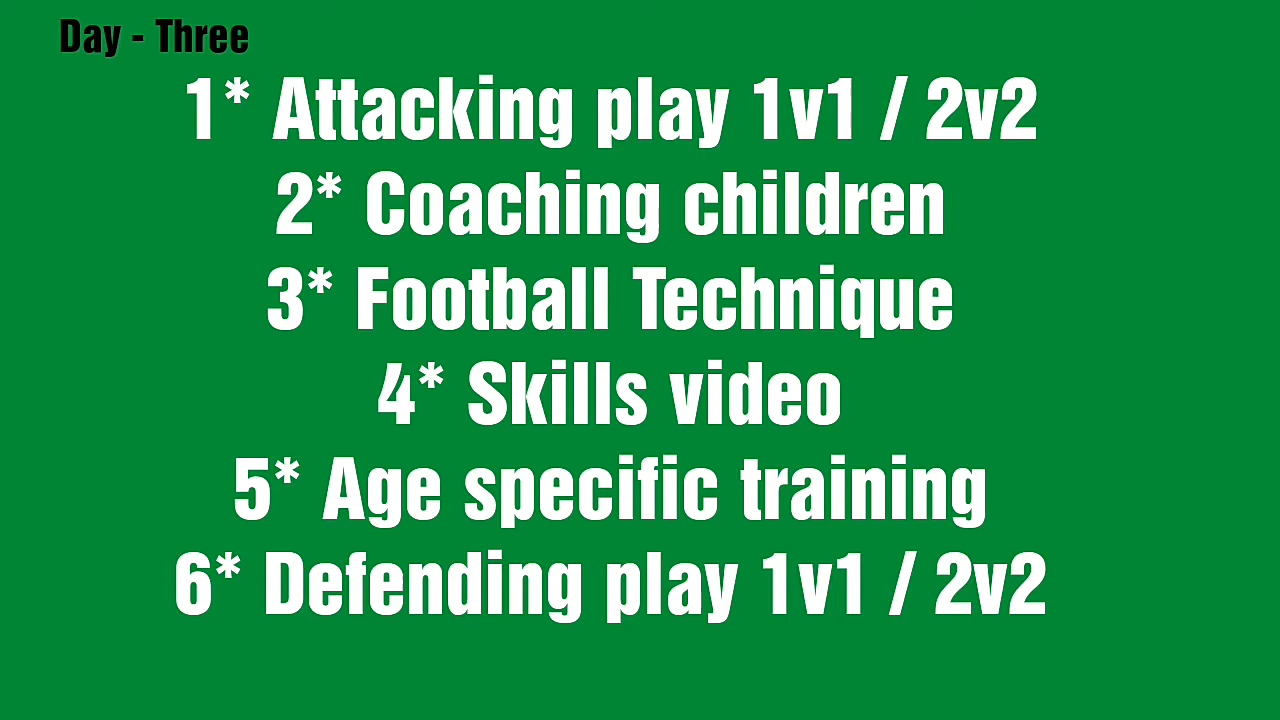 Day - Three
1* Attacking play 1v1 / 2v2
2* Coaching children
3* Football Technique
4* Skills video
5* Age specific training
6* Defending play 1v1 / 2v2